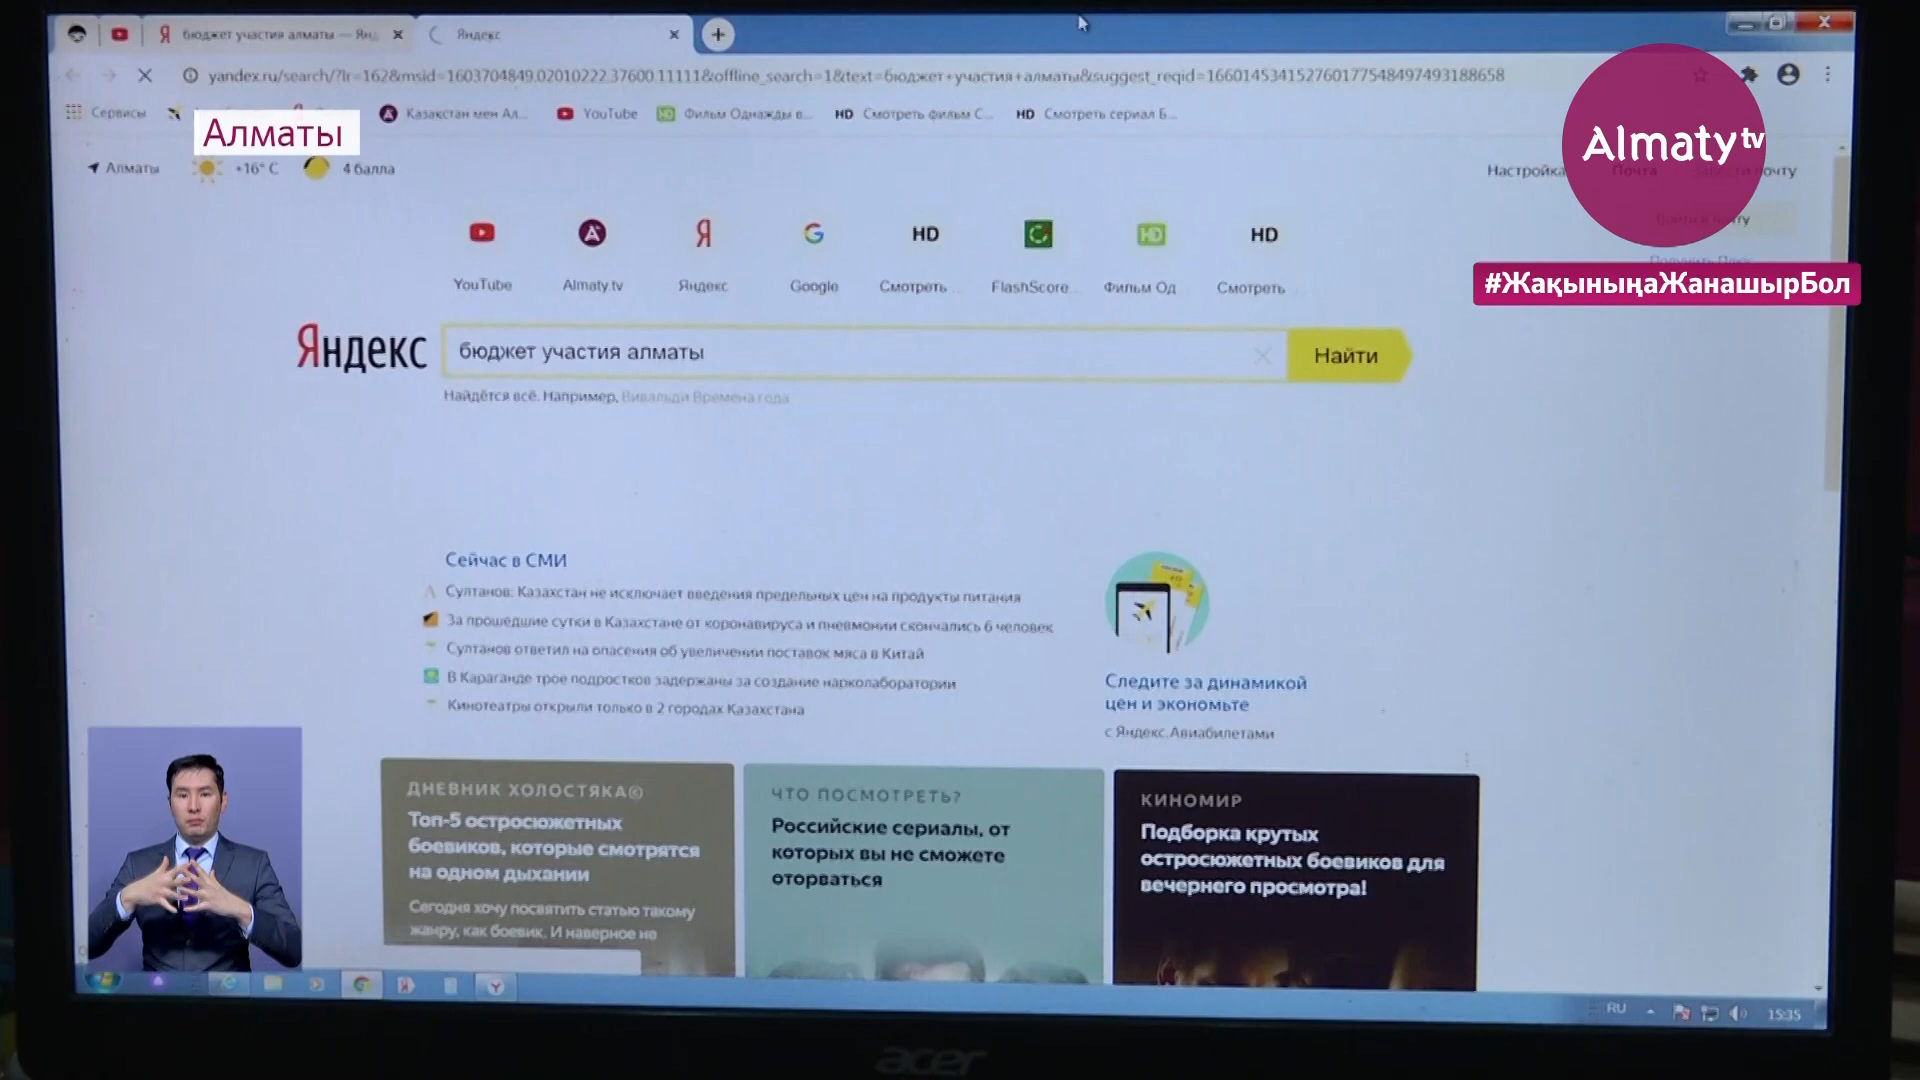 бюджет участия алматы — Янд
Яндекс
yandex.ru/search/?lr=162&msid=1603704849.02010222.37600.11111&offline_search=1&text=бюджет+участия+алматы&suggest_reqid=166014534152760177548497493188658
Сервисы
Казахстан мен Ал...
YouTube
Фильм Однажды в...
HD Смотреть фильм С...
HD Смотреть сериал Б...
Алматы
Almaty tv
Алматы
+16° C
4 балла
Настройка
Почта
#ЖақыныңаЖанашырБол
HD
HD
HD
YouTube
Almaty.tv
Яндекс
Google
Смотреть ...
FlashScore...
Фильм Од
Смотреть
Яндекс
бюджет участия алматы
Найти
Найдётся всё. Например, Вивальди Времена года
Сейчас в СМИ
Султанов: Казахстан не исключает введения предельных цен на продукты питания
За прошедшие сутки в Казахстане от коронавируса и пневмонии скончались 6 человек
Султанов ответил на опасения об увеличении поставок мяса в Китай
В Караганде трое подростков задержаны за создание нарколаборатории
Кинотеатры открыли только в 2 городах Казахстана
Следите за динамикой
цен и экономьте
с Яндекс.Авиабилетами
ДНЕВНИК ХОЛОСТЯКА©
Топ-5 остросюжетных
боевиков, которые смотрятся
на одном дыхании
Сегодня хочу посвятить статью такому
жанру, как боевик. И наверное не
ЧТО ПОСМОТРЕТЬ?
Российские сериалы, от
которых вы не сможете
оторваться
КИНОМИР
Подборка крутых
остросюжетных боевиков для
вечернего просмотра!
RU
15:35
acer